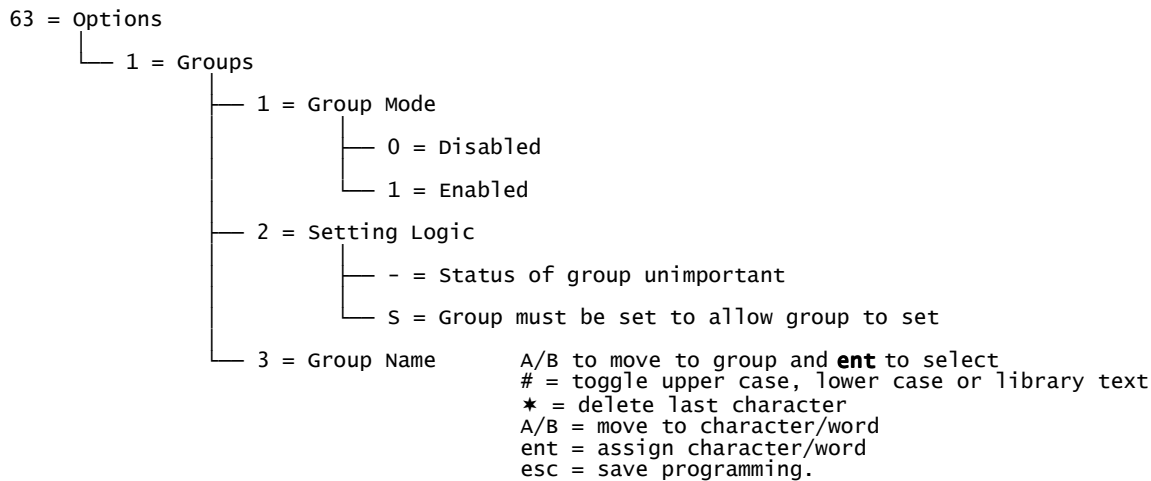 63 = Options
1 = Groups
1 = Group Mode
0 = Disabled
1 = Enabled
2 = Setting Logic
- = Status of group unimportant
S = Group must be set to allow group to set
3 = Group Name A/B to move to group and ent to select
# = toggle upper case, lower case or library text
✶ = delete last character
A/B = move to character/word
ent = assign character/word
esc = save programming.